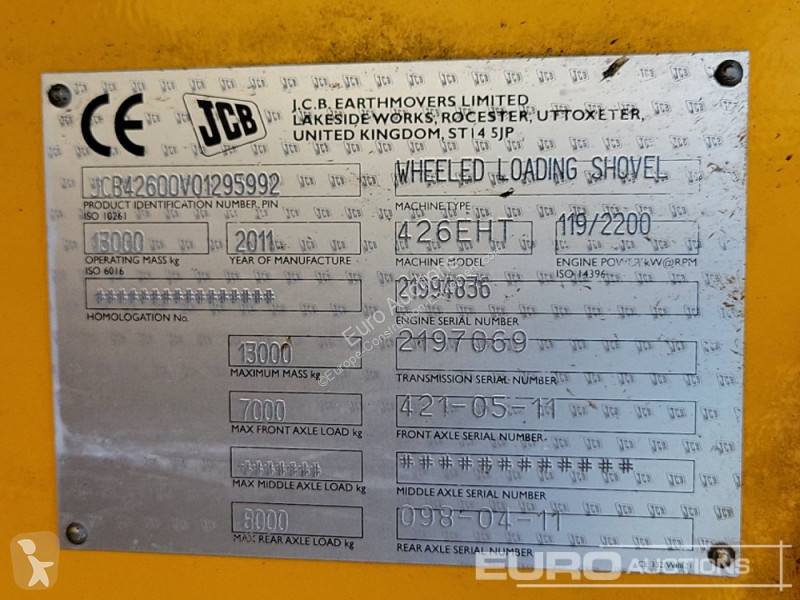 CE JCB J.C.B. EARTHMOVERS LIMITED
LAKESIDE WORKS, ROCESTER, UTTOXETER,
UNITED KINGDOM, ST14 5JP
JCB42600V01295992 WHEELED LOADING SHOVEL
PRODUCT IDENTIFICATION NUMBER, PIN MACHINE TYPE
ISO 10261
13000 2011 426EHT 119/2200
OPERATING MASS kg YEAR OF MANUFACTURE MACHINE MODEL ENGINE POWER kW@RPM
ISO 6016 ISO 14396
############### 21994836
HOMOLOGATION No. ENGINE SERIAL NUMBER
13000 2197069
MAXIMUM MASS kg TRANSMISSION SERIAL NUMBER
7000 421-05-11
MAX FRONT AXLE LOAD kg FRONT AXLE SERIAL NUMBER
############
MAX MIDDLE AXLE LOAD kg MIDDLE AXLE SERIAL NUMBER
8000 098-04-11
MAX REAR AXLE LOAD kg REAR AXLE SERIAL NUMBER
EURO AUCTIONS